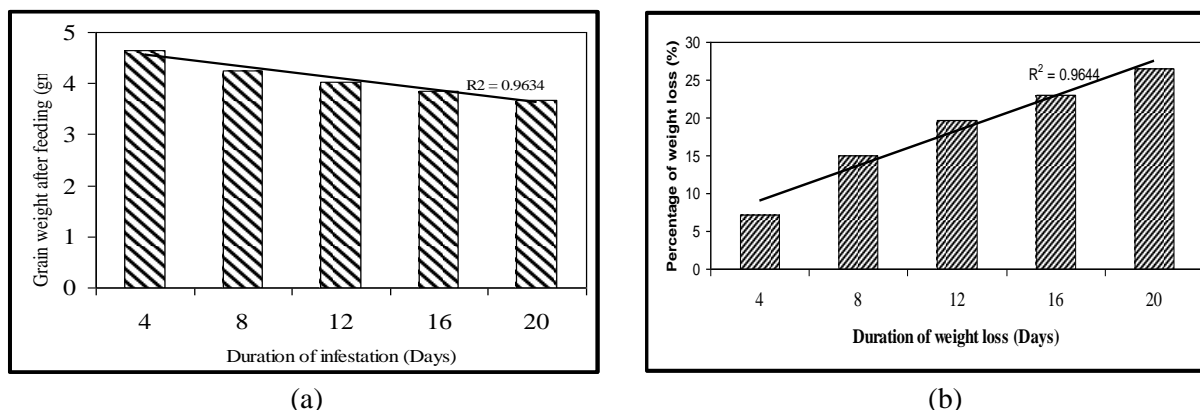 Grain weight after feeding (gr
5
4
3
2
1
0
R2 = 0.9634
4 8 12 16 20
Duration of infestation (Days)
(a)
Percentage of weight loss (%)
30
25
20
15
10
5
0
R² = 0.9644
4 8 12 16 20
Duration of weight loss (Days)
(b)